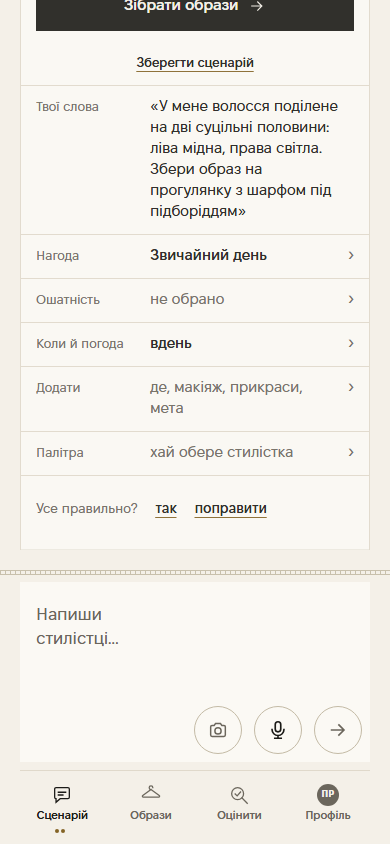 Зібрати образи →
Зберегти сценарій
Твої слова
«У мене волосся поділене
на дві суцільні половини:
ліва мідна, права світла.
Збери образ на
прогулянку з шарфом під
підборіддям»
Нагода Звичайний день
Ошатність не обрано
Коли й погода вдень
Додати де, макіяж, прикраси,
мета
Палітра хай обере стилістка
Усе правильно? так поправити
Напиши
стилістці...
ПР
Сценарій Образи Оцінити Профіль